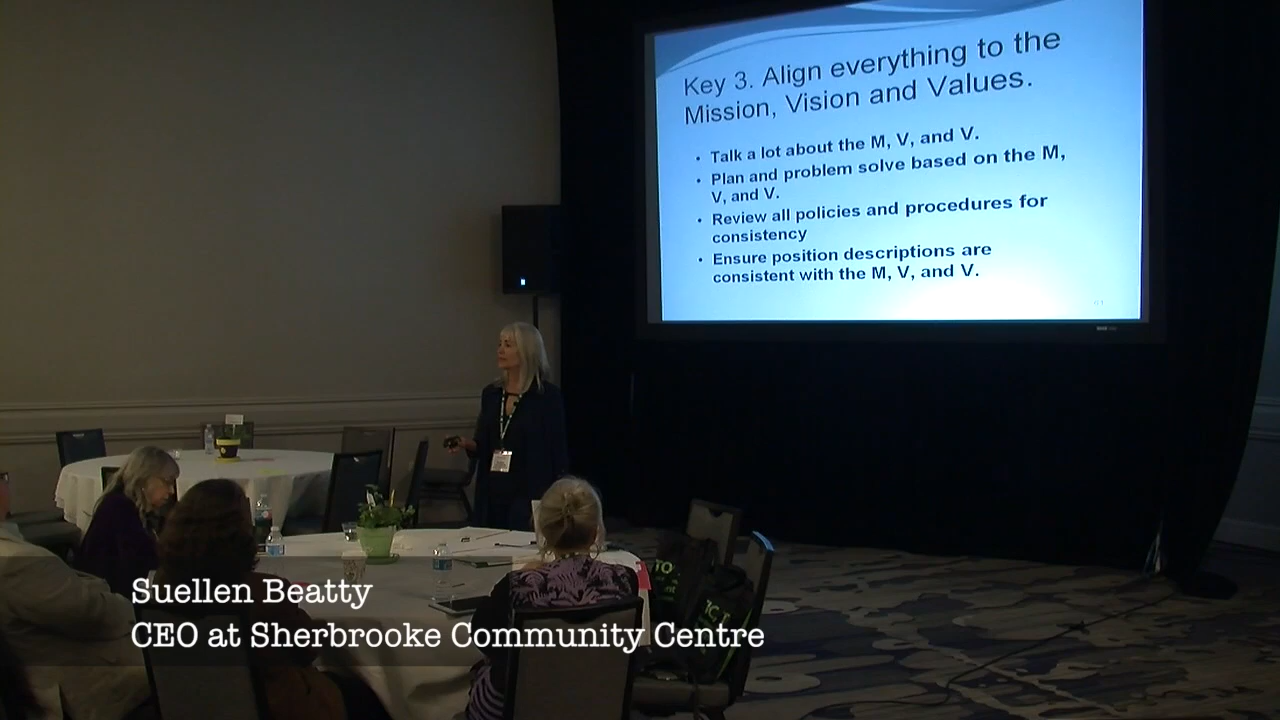 Key 3. Align everything to the
Mission, Vision and Values.
• Talk a lot about the M, V, and V.
• Plan and problem solve based on the M,
V, and V.
• Review all policies and procedures for
consistency
• Ensure position descriptions are
consistent with the M, V, and V.
Suellen Beatty
CEO at Sherbrooke Community Centre